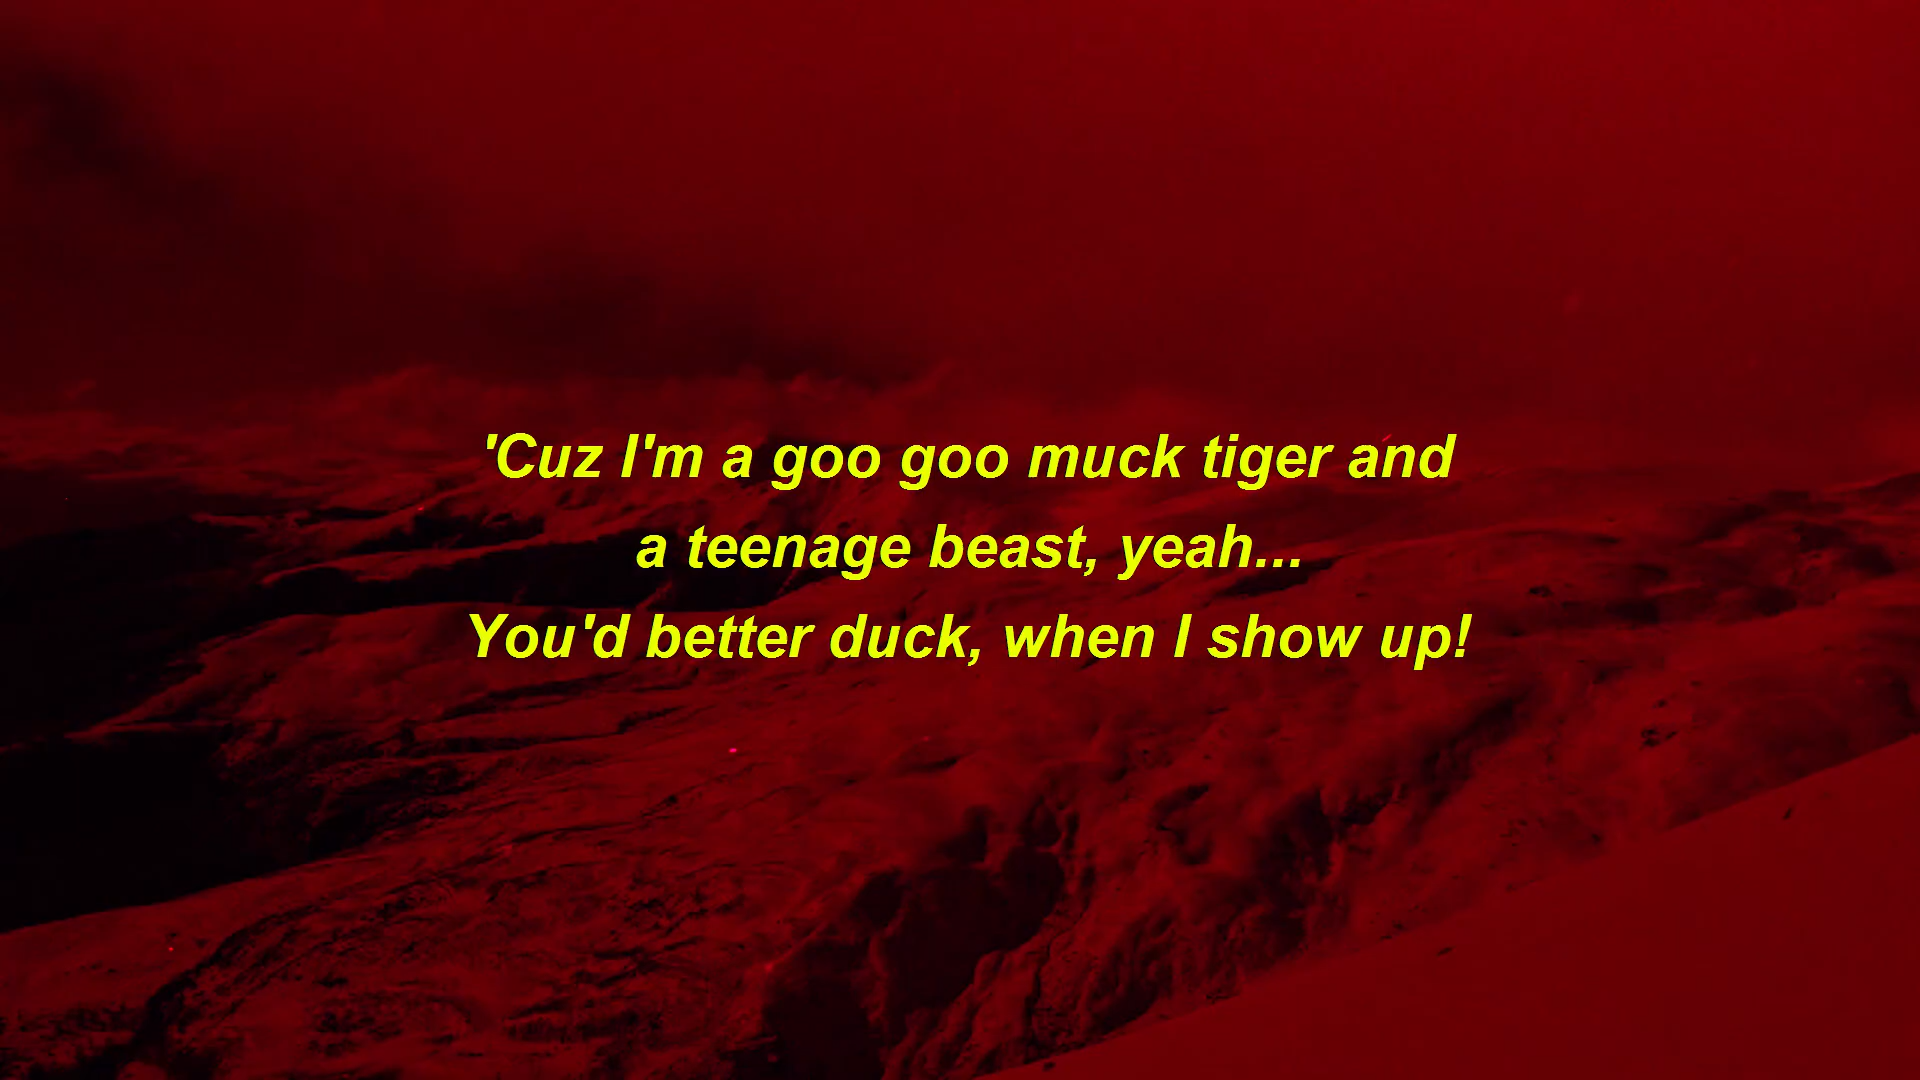 'Cuz I'm a goo goo muck tiger and
a teenage beast, yeah...
You'd better duck, when I show up!